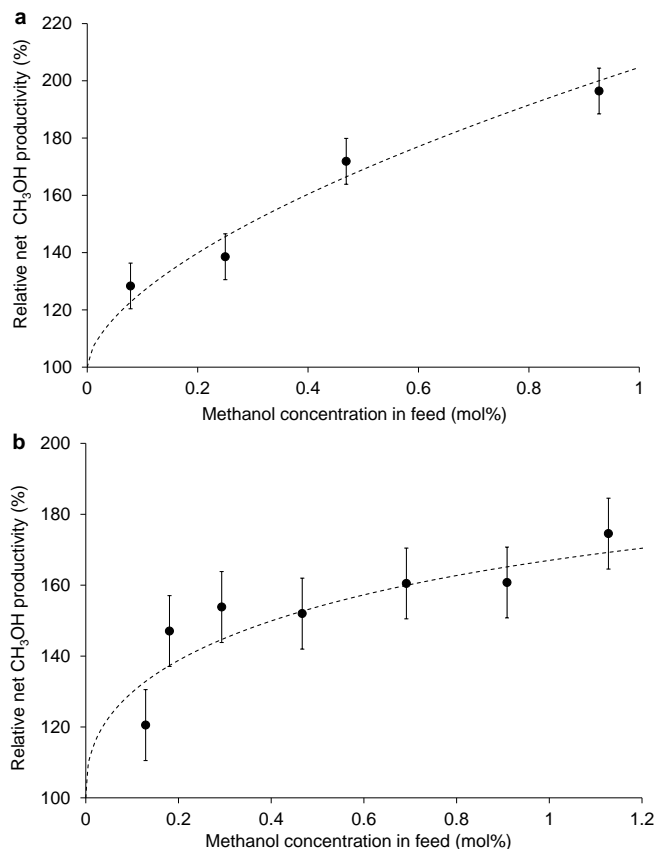 a
Relative net CH₃OH productivity (%)
220
200
180
160
140
120
100
0 0.2 0.4 0.6 0.8 1
Methanol concentration in feed (mol%)
b
Relative net CH₃OH productivity (%)
200
180
160
140
120
100
0 0.2 0.4 0.6 0.8 1 1.2
Methanol concentration in feed (mol%)